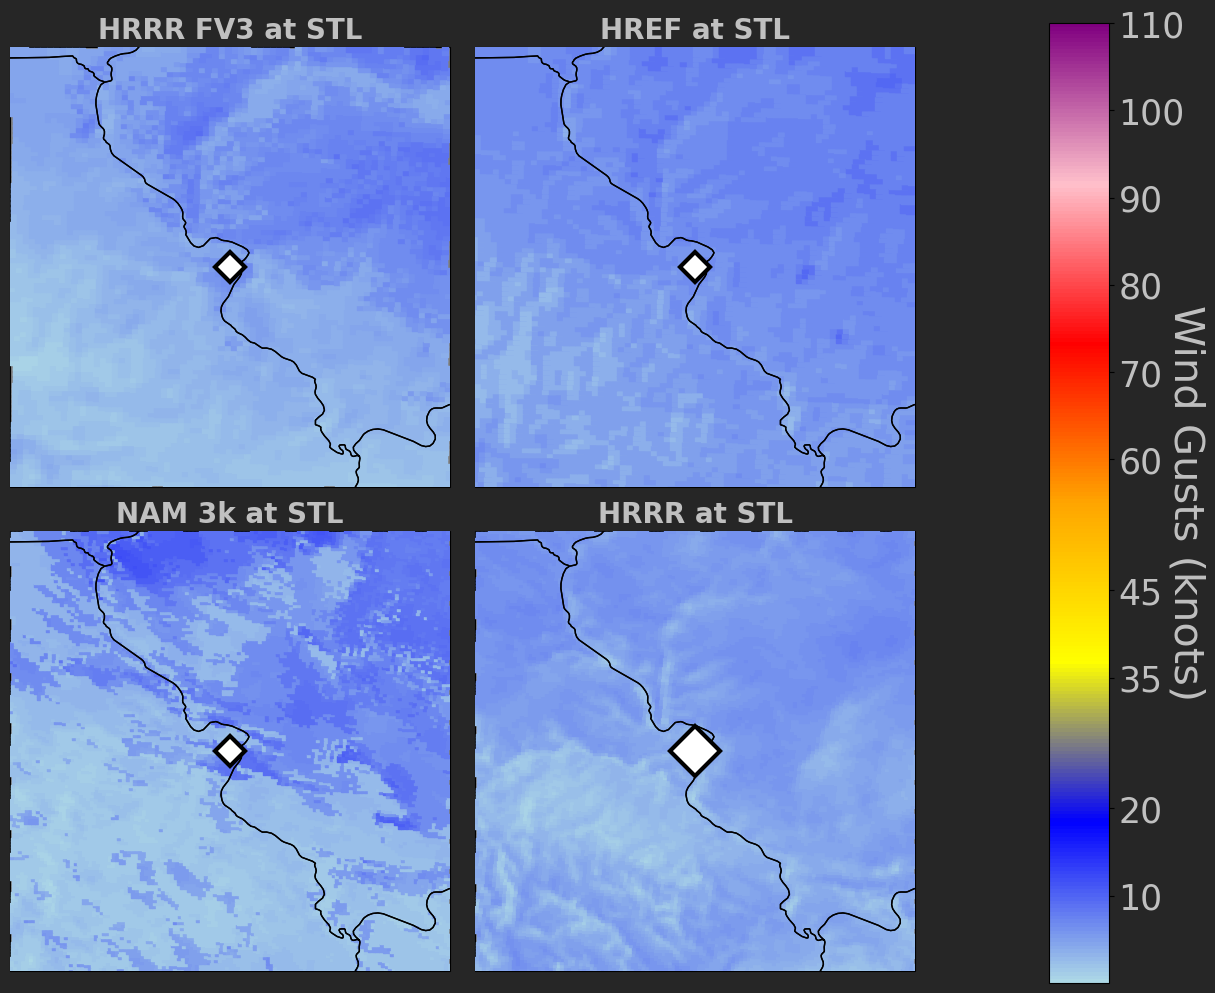 HRRR FV3 at STL
HREF at STL
NAM 3k at STL
HRRR at STL
110
100
90
80
70
60
45
35
20
10
Wind Gusts (knots)